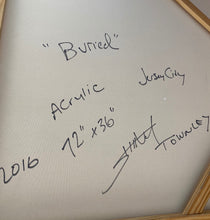 "Buried"
Acrylic
Jersey City
2016
72" x 36"
TOWNLEY